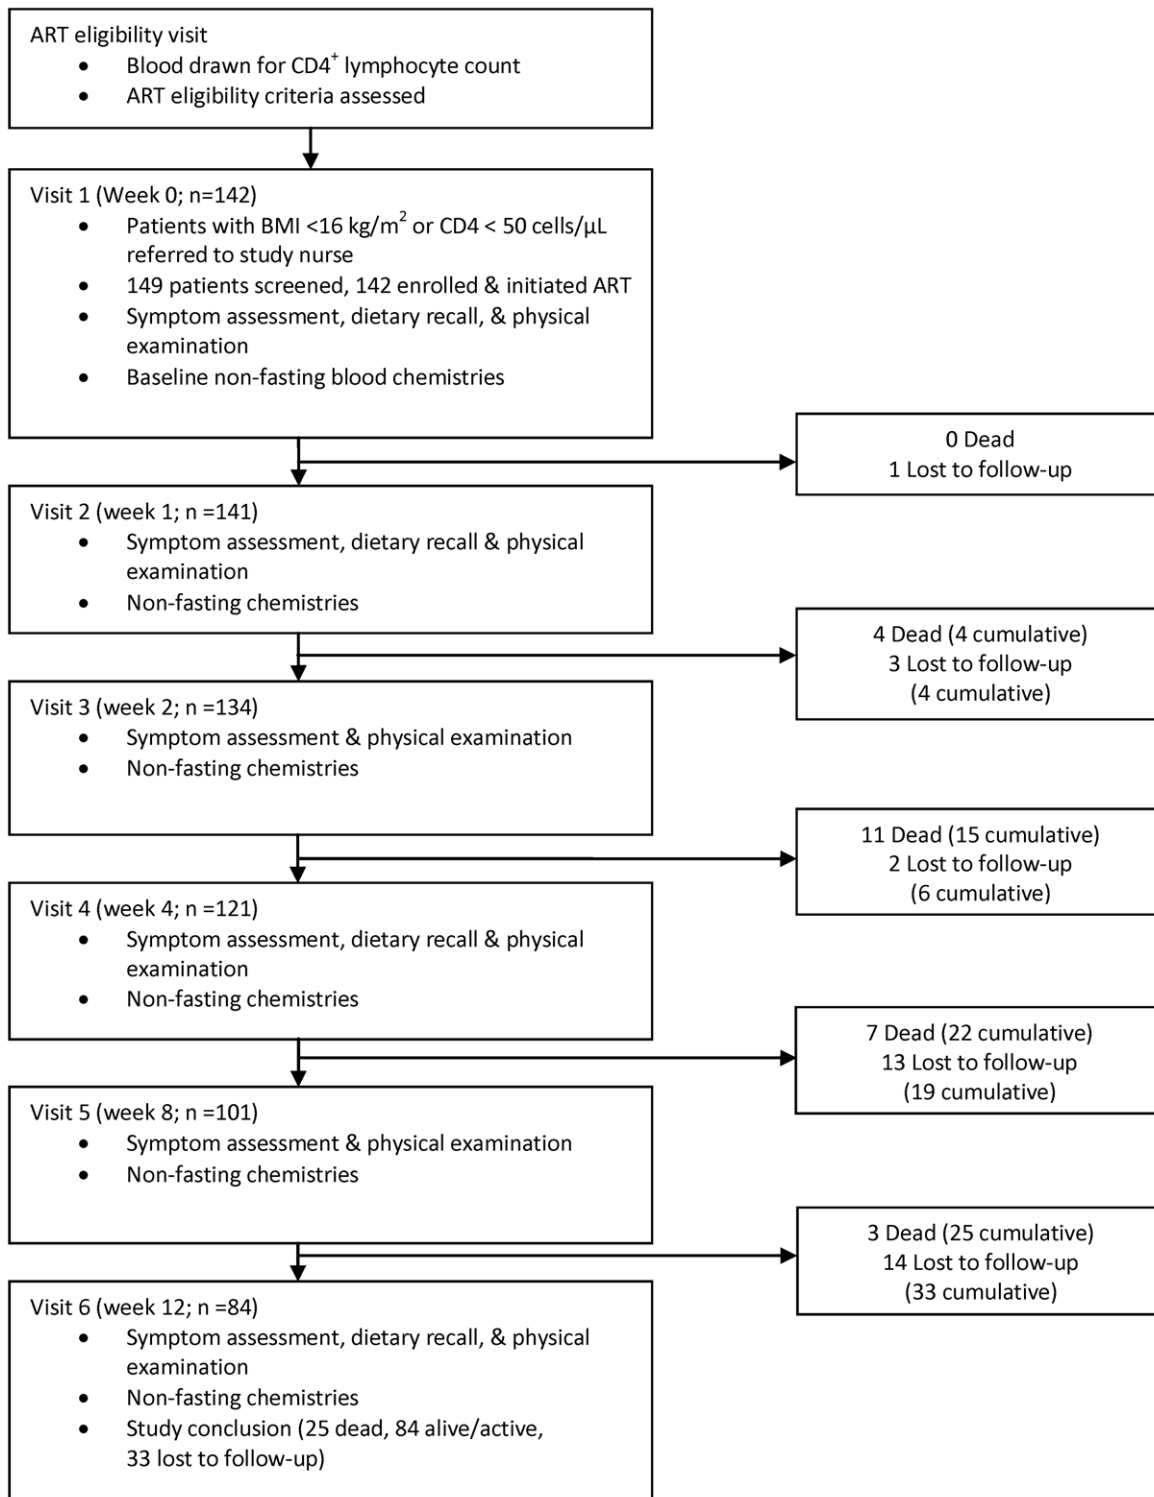 ART eligibility visit
• Blood drawn for CD4⁺ lymphocyte count
• ART eligibility criteria assessed
Visit 1 (Week 0; n=142)
• Patients with BMI <16 kg/m² or CD4 < 50 cells/µL
referred to study nurse
• 149 patients screened, 142 enrolled & initiated ART
• Symptom assessment, dietary recall, & physical
examination
• Baseline non-fasting blood chemistries
0 Dead
1 Lost to follow-up
Visit 2 (week 1; n =141)
• Symptom assessment, dietary recall & physical
examination
• Non-fasting chemistries
4 Dead (4 cumulative)
3 Lost to follow-up
(4 cumulative)
Visit 3 (week 2; n =134)
• Symptom assessment & physical examination
• Non-fasting chemistries
11 Dead (15 cumulative)
2 Lost to follow-up
(6 cumulative)
Visit 4 (week 4; n =121)
• Symptom assessment, dietary recall & physical
examination
• Non-fasting chemistries
7 Dead (22 cumulative)
13 Lost to follow-up
(19 cumulative)
Visit 5 (week 8; n =101)
• Symptom assessment & physical examination
• Non-fasting chemistries
3 Dead (25 cumulative)
14 Lost to follow-up
(33 cumulative)
Visit 6 (week 12; n =84)
• Symptom assessment, dietary recall, & physical
examination
• Non-fasting chemistries
• Study conclusion (25 dead, 84 alive/active,
33 lost to follow-up)